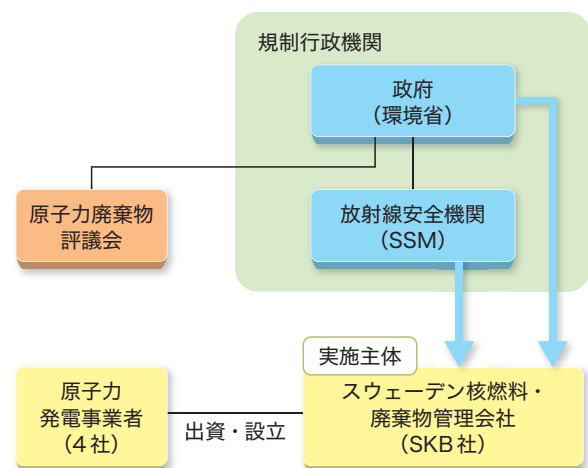 規制行政機関
政府
（環境省）
原子力廃棄物
評議会
放射線安全機関
（SSM）
実施主体
原子力
発電事業者
（4社）
出資・設立
スウェーデン核燃料・
廃棄物管理会社
（SKB社）